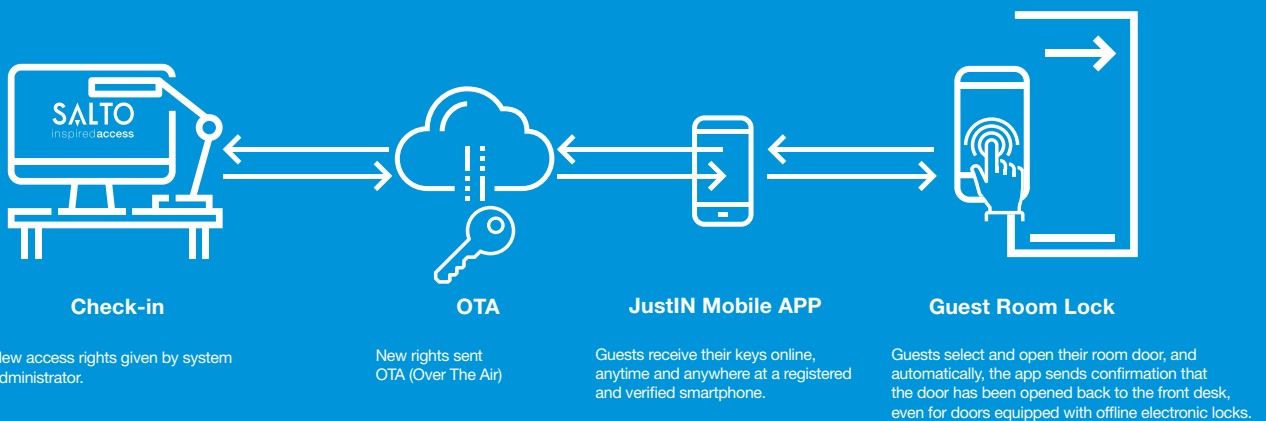 SALTO
inspiredaccess
Check-in
OTA
JustIN Mobile APP
Guest Room Lock
access rights given by system
New rights sent
OTA (Over The Air)
Guests receive their keys online,
anytime and anywhere at a registered
and verified smartphone.
Guests select and open their room door, and
automatically, the app sends confirmation that
the door has been opened back to the front desk,
even for doors equipped with offline electronic locks.